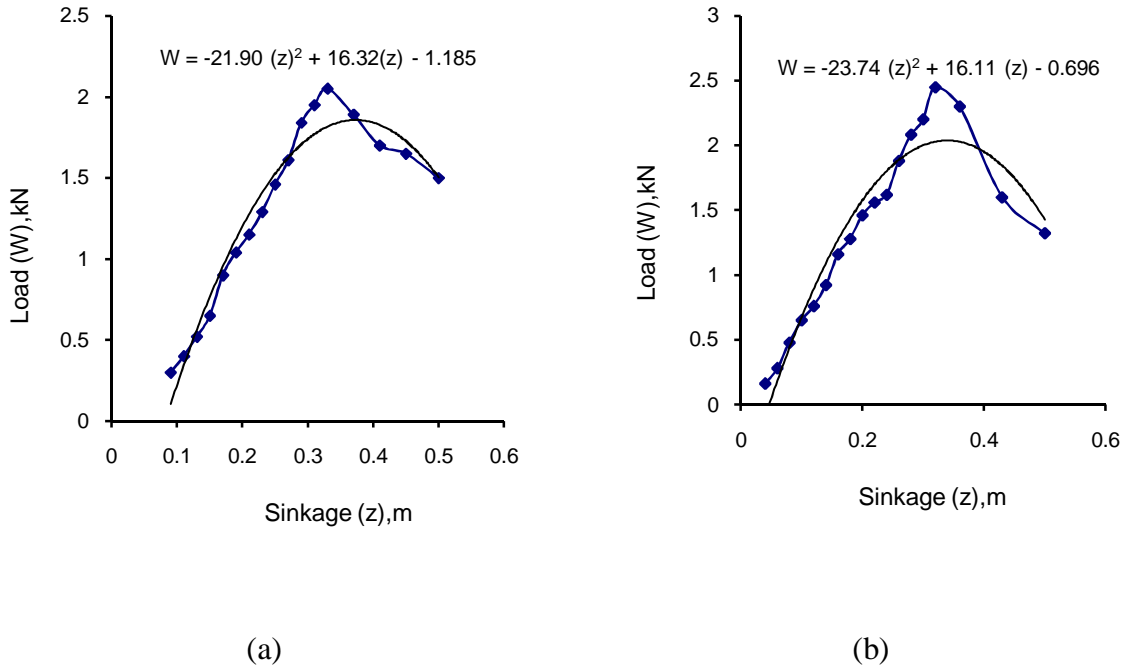 W = -21.90 (z)² + 16.32(z) - 1.185
2.5
2
1.5
1
0.5
0
0 0.1 0.2 0.3 0.4 0.5 0.6
Load (W),kN
Sinkage (z),m
(a)
W = -23.74 (z)² + 16.11 (z) - 0.696
3
2.5
2
1.5
1
0.5
0
0 0.2 0.4 0.6
Load (W),kN
Sinkage (z),m
(b)